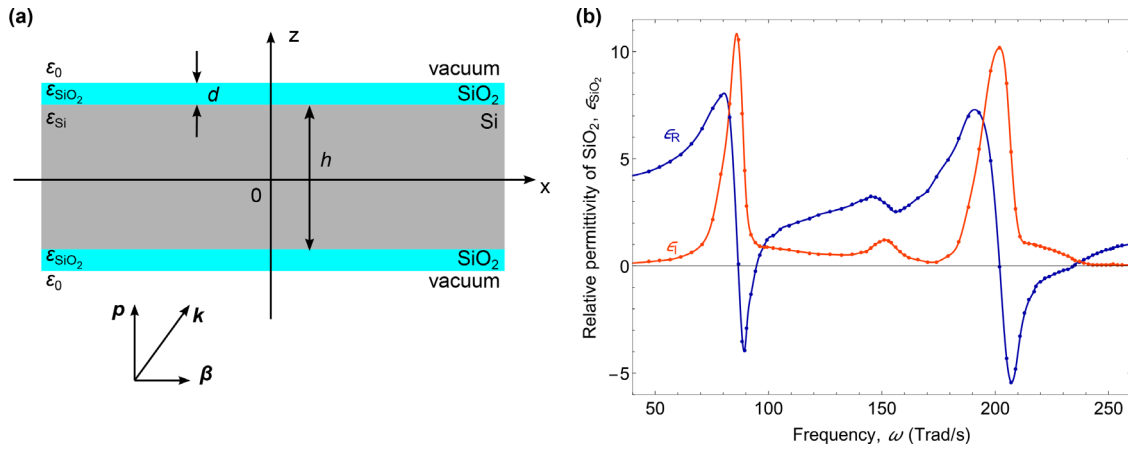 (a)
z
ε0
vacuum
εSiO2
d
SiO2
εSi
Si
h
0
x
εSiO2
SiO2
ε0
vacuum
p
k
β
(b)
Relative permittivity of SiO2, ϵSiO2
10
5
0
−5
ϵR
ϵI
50
100
150
200
250
Frequency, ω (Trad/s)